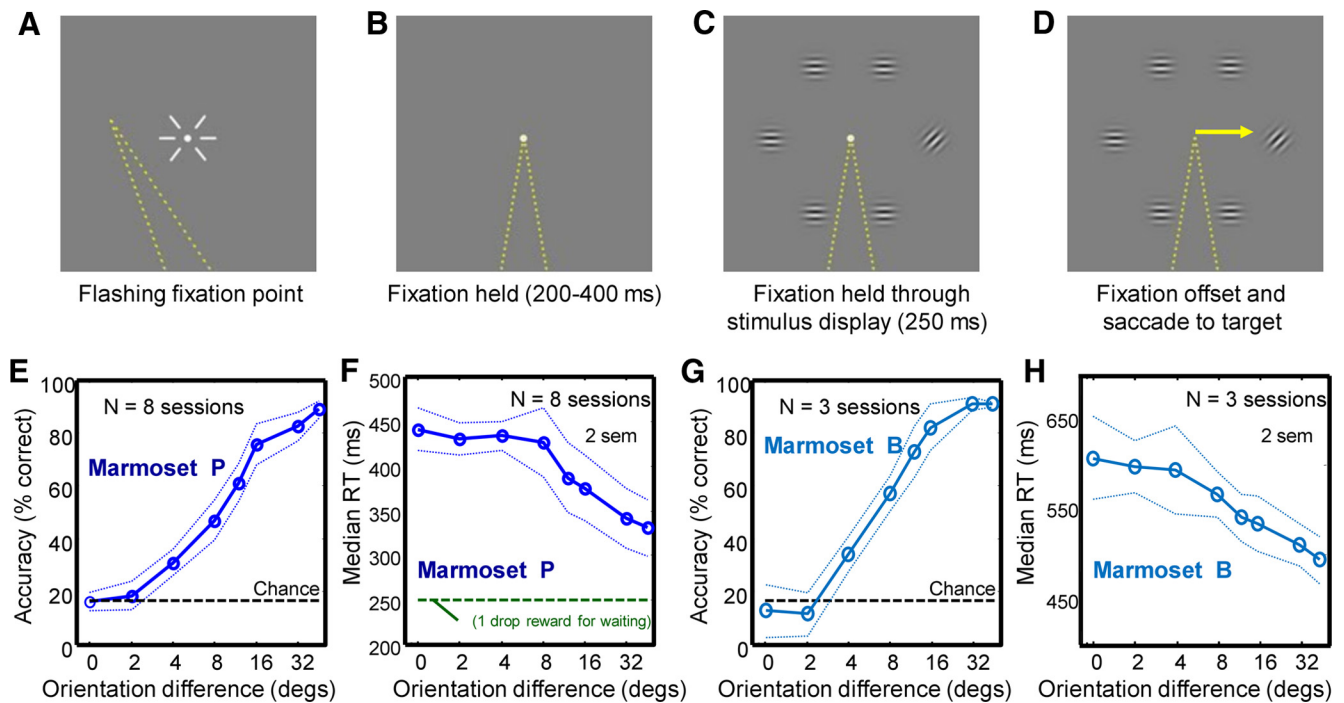 A
B
C
D
Flashing fixation point
Fixation held (200-400 ms)
Fixation held through
stimulus display (250 ms)
Fixation offset and
saccade to target
E
100
80
60
40
20
0
Accuracy (% correct)
N = 8 sessions
Marmoset P
Chance
0 2 4 8 16 32
Orientation difference (degs)
F
500
450
400
350
300
250
200
Median RT (ms)
N = 8 sessions
2 sem
Marmoset P
(1 drop reward for waiting)
0 2 4 8 16 32
Orientation difference (degs)
G
100
80
60
40
20
0
Accuracy (% correct)
N = 3 sessions
Marmoset B
Chance
0 2 4 8 16 32
Orientation difference (degs)
H
650
550
450
Median RT (ms)
N = 3 sessions
2 sem
Marmoset B
0 2 4 8 16 32
Orientation difference (degs)